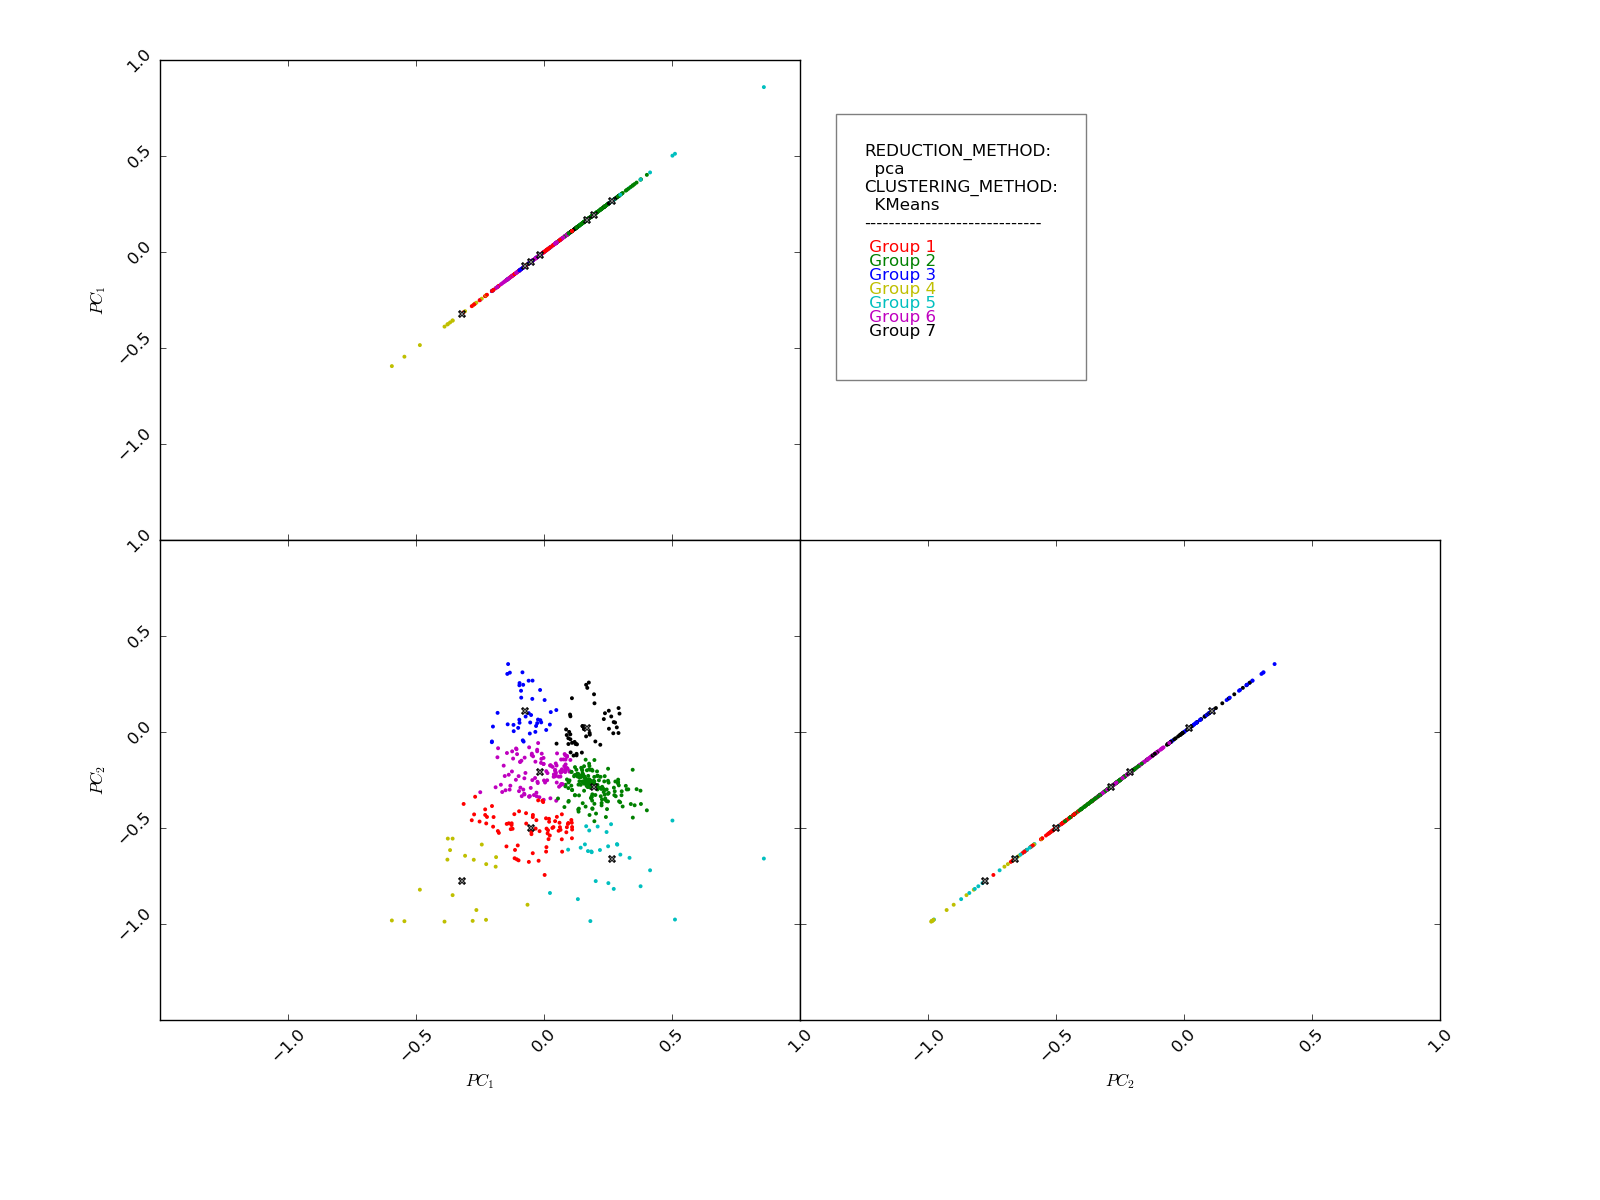 1.0
0.5
0.0
−0.5
−1.0
PC1
REDUCTION_METHOD:
pca
CLUSTERING_METHOD:
KMeans
----------------------------
Group 1
Group 2
Group 3
Group 4
Group 5
Group 6
Group 7
1.0
0.5
0.0
−0.5
−1.0
PC2
−1.0 −0.5 0.0 0.5 1.0 −1.0 −0.5 0.0 0.5 1.0
PC1 PC2